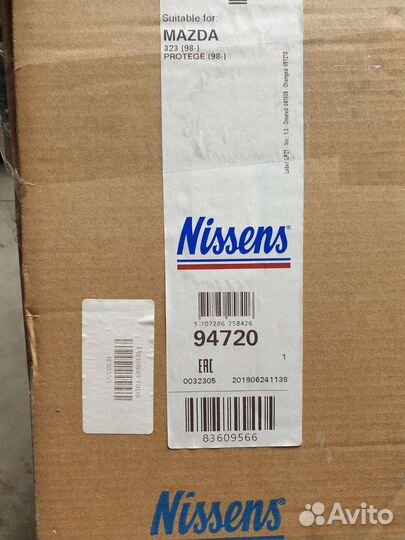 Suitable for:
MAZDA
323 (98-)
PROTEGE (98-)
Nissens®
5 707286 258426
94720
EAC
1
0032305
201906241138
83609566
Nissens®
Avito